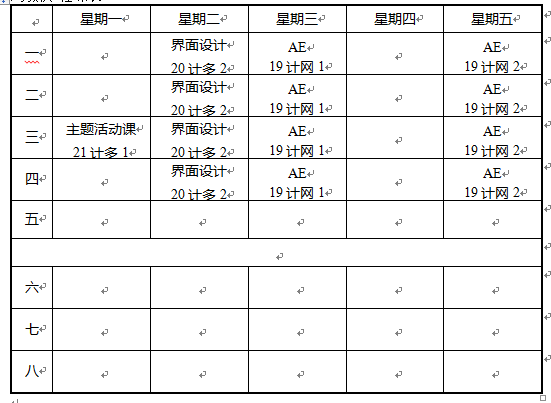 星期一 星期二 星期三 星期四 星期五
一 界面设计 AE AE
20 计多 2 19 计网 1 19 计网 2
二 界面设计 AE AE
20 计多 2 19 计网 1 19 计网 2
三 主题活动课 界面设计 AE AE
21 计多 1 20 计多 2 19 计网 1 19 计网 2
四 界面设计 AE AE
20 计多 2 19 计网 1 19 计网 2
五
六
七
八